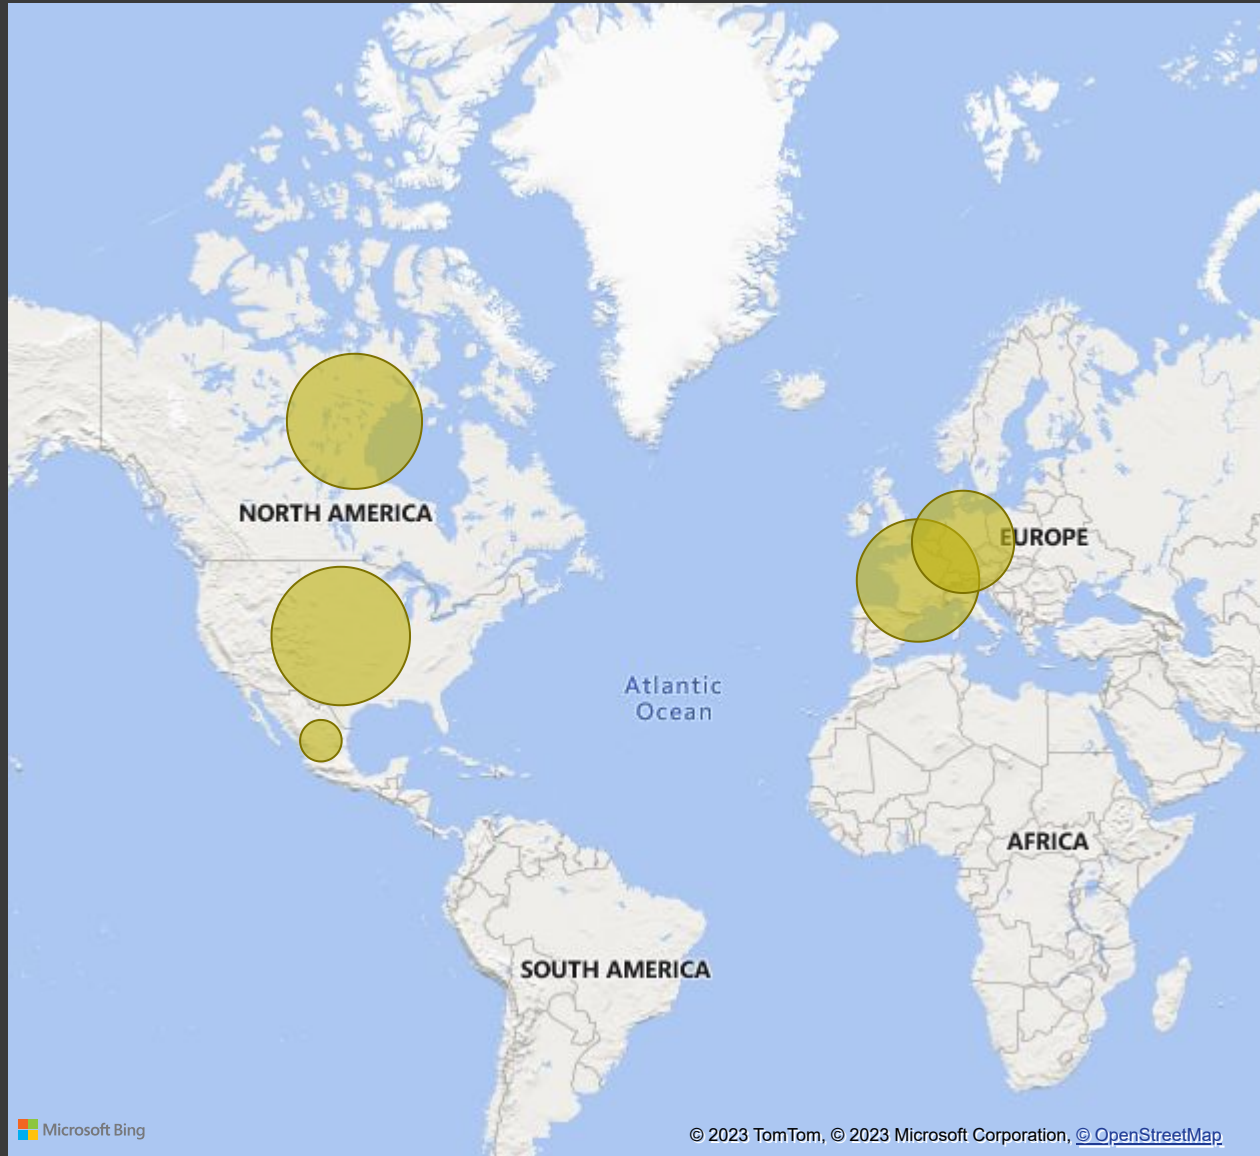 NORTH AMERICA
EUROPE
Atlantic
Ocean
AFRICA
SOUTH AMERICA
Microsoft Bing
© 2023 TomTom, © 2023 Microsoft Corporation, © OpenStreetMap